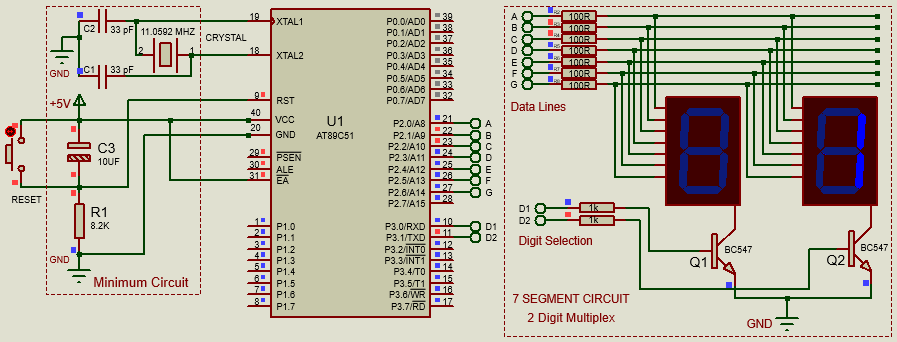 C2 33 pF
11.0592 MHZ
2 1
CRYSTAL
GND
C1 33 pF
+5V
C3
10UF
RESET
R1
8.2K
GND
Minimum Circuit
19 XTAL1
18 XTAL2
9 RST
40 VCC
20 GND
29 PSEN
30 ALE
31 EA
1 P1.0
2 P1.1
3 P1.2
4 P1.3
5 P1.4
6 P1.5
7 P1.6
8 P1.7
U1
AT89C51
P0.0/AD0 39
P0.1/AD1 38
P0.2/AD2 37
P0.3/AD3 36
P0.4/AD4 35
P0.5/AD5 34
P0.6/AD6 33
P0.7/AD7 32
P2.0/A8 21 A
P2.1/A9 22 B
P2.2/A10 23 C
P2.3/A11 24 D
P2.4/A12 25 E
P2.5/A13 26 F
P2.6/A14 27 G
P2.7/A15 28
P3.0/RXD 10 D1
P3.1/TXD 11 D2
P3.2/INT0 12
P3.3/INT1 13
P3.4/T0 14
P3.5/T1 15
P3.6/WR 16
P3.7/RD 17
A 100R
B 100R
C 100R
D 100R
E 100R
F 100R
G 100R
Data Lines
D1 1k
D2 1k
Digit Selection
Q1
BC547
Q2
BC547
7 SEGMENT CIRCUIT
2 Digit Multiplex
GND